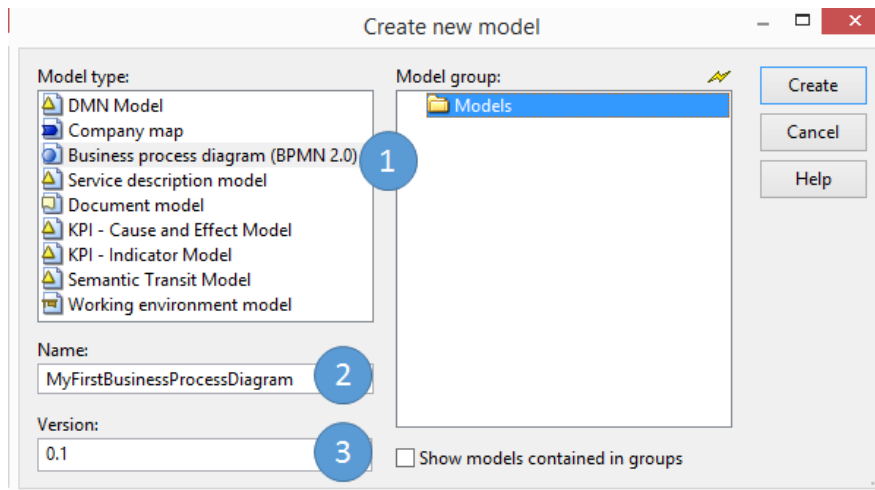 Create new model
Model type:
DMN Model
Company map
Business process diagram (BPMN 2.0)
1
Service description model
Document model
KPI - Cause and Effect Model
KPI - Indicator Model
Semantic Transit Model
Working environment model
Name:
MyFirstBusinessProcessDiagram
2
Version:
0.1
3
Model group:
Models
Show models contained in groups
Create
Cancel
Help